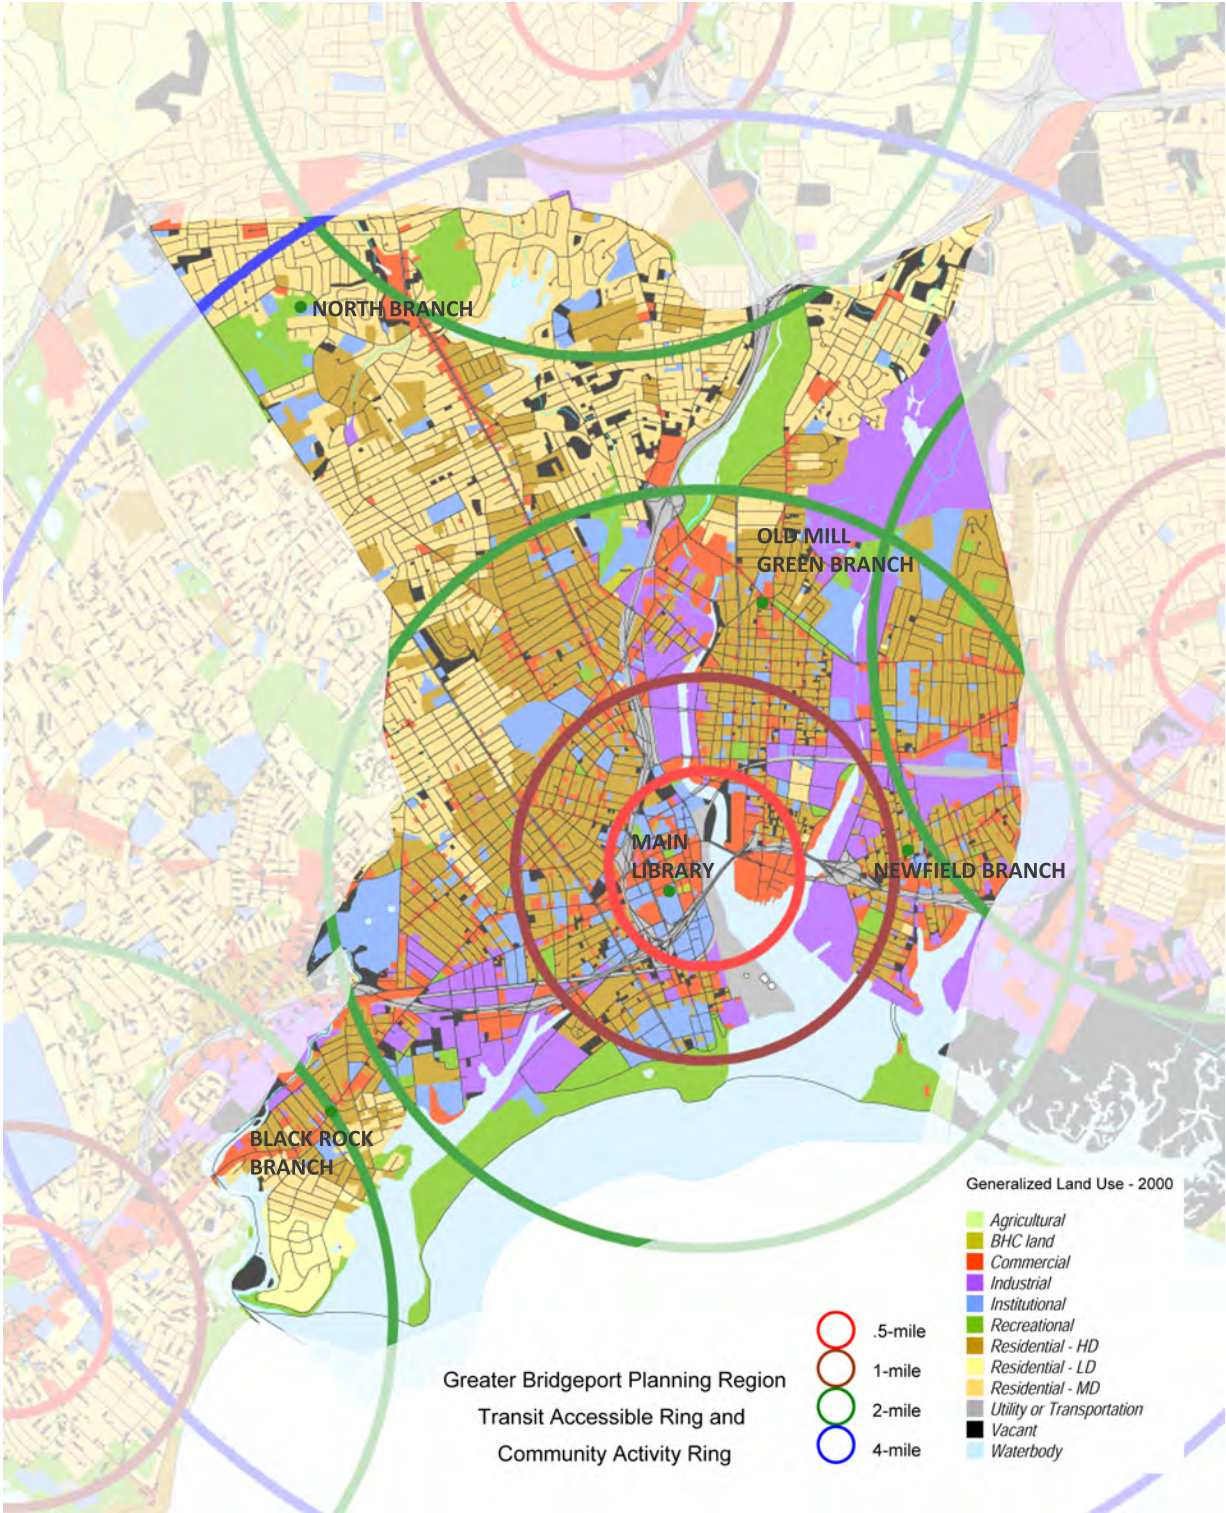 NORTH BRANCH
OLD MILL
GREEN BRANCH
MAIN
LIBRARY
NEWFIELD BRANCH
BLACK ROCK
BRANCH
Generalized Land Use - 2000
Agricultural
BHC land
Commercial
Industrial
Institutional
Recreational
Residential - HD
Residential - LD
Residential - MD
Utility or Transportation
Vacant
Waterbody
.5-mile
1-mile
2-mile
4-mile
Greater Bridgeport Planning Region
Transit Accessible Ring and
Community Activity Ring